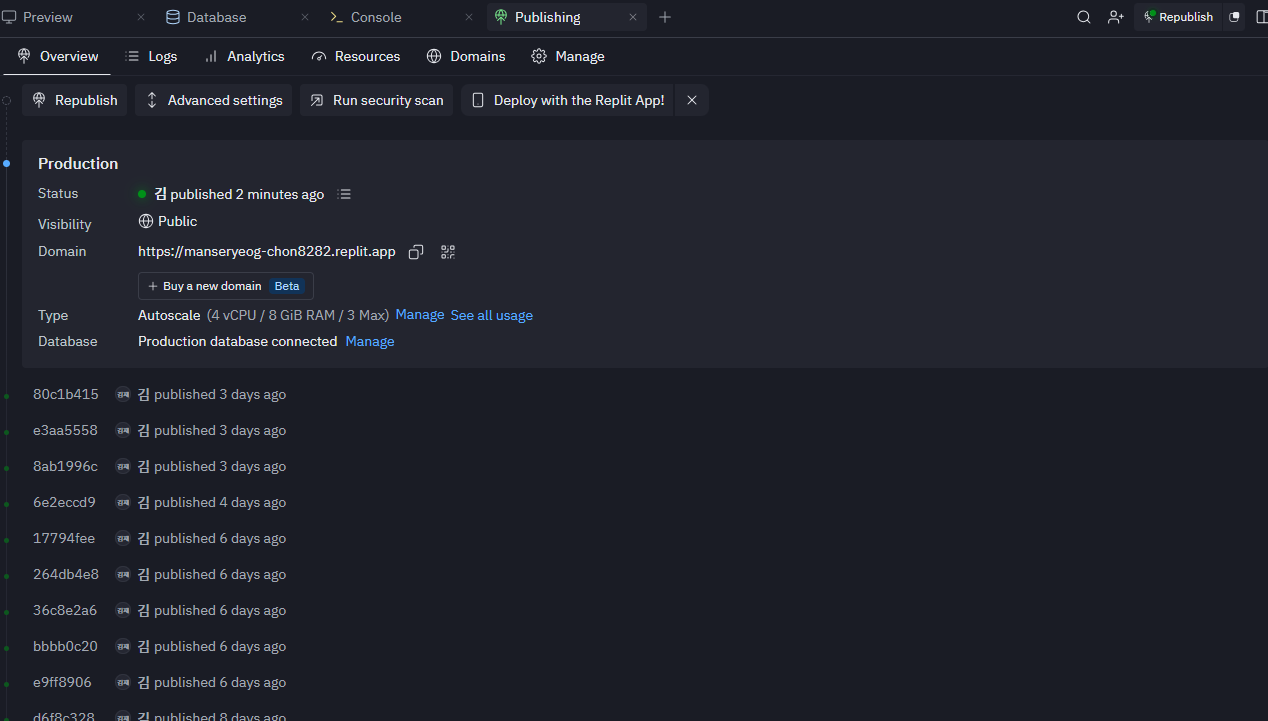 Preview × Database × Console × Publishing × +
Republish
Overview Logs Analytics Resources Domains Manage
Republish Advanced settings Run security scan Deploy with the Replit App! ×
Production
Status 김 published 2 minutes ago
Visibility Public
Domain https://manseryeog-chon8282.replit.app
+ Buy a new domain Beta
Type Autoscale (4 vCPU / 8 GiB RAM / 3 Max) Manage See all usage
Database Production database connected Manage
80c1b415 김 published 3 days ago
e3aa5558 김 published 3 days ago
8ab1996c 김 published 3 days ago
6e2eccd9 김 published 4 days ago
17794fee 김 published 6 days ago
264db4e8 김 published 6 days ago
36c8e2a6 김 published 6 days ago
bbbb0c20 김 published 6 days ago
e9ff8906 김 published 6 days ago
d6f8c328 김 published 8 days ago